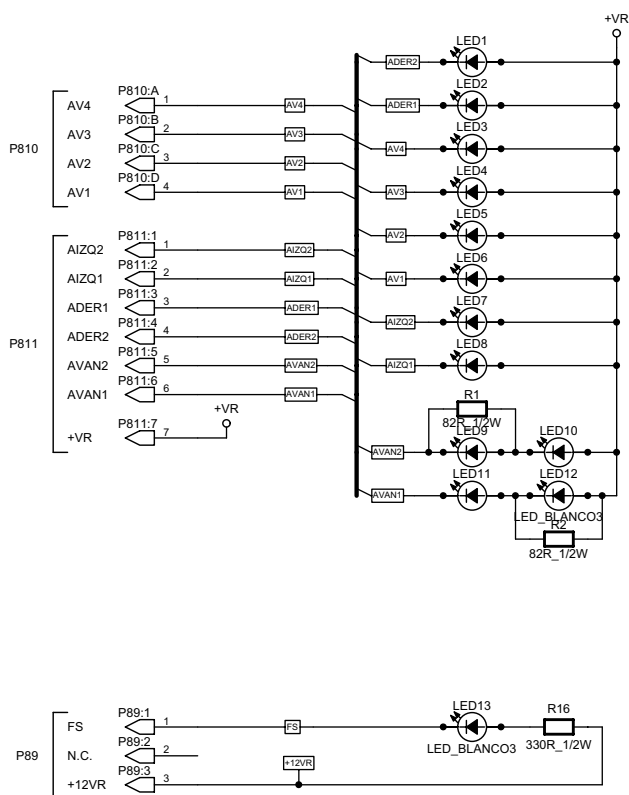 +VR
ADER2
LED1
ADER1
LED2
P810
AV4
P810:A
1
AV4
AV3
P810:B
2
AV3
AV2
P810:C
3
AV2
AV1
P810:D
4
AV1
AV4
LED3
AV3
LED4
AV2
LED5
AV1
LED6
AIZQ2
LED7
AIZQ1
LED8
P811
AIZQ2
P811:1
1
AIZQ2
AIZQ1
P811:2
2
AIZQ1
ADER1
P811:3
3
ADER1
ADER2
P811:4
4
ADER2
AVAN2
P811:5
5
AVAN2
AVAN1
P811:6
6
AVAN1
+VR
P811:7
7
+VR
R1
82R_1/2W
AVAN2
LED9
LED10
AVAN1
LED11
LED12
LED_BLANCO3
R2
82R_1/2W
P89
FS
P89:1
1
FS
LED13
LED_BLANCO3
R16
330R_1/2W
N.C.
P89:2
2
+12VR
P89:3
3
+12VR